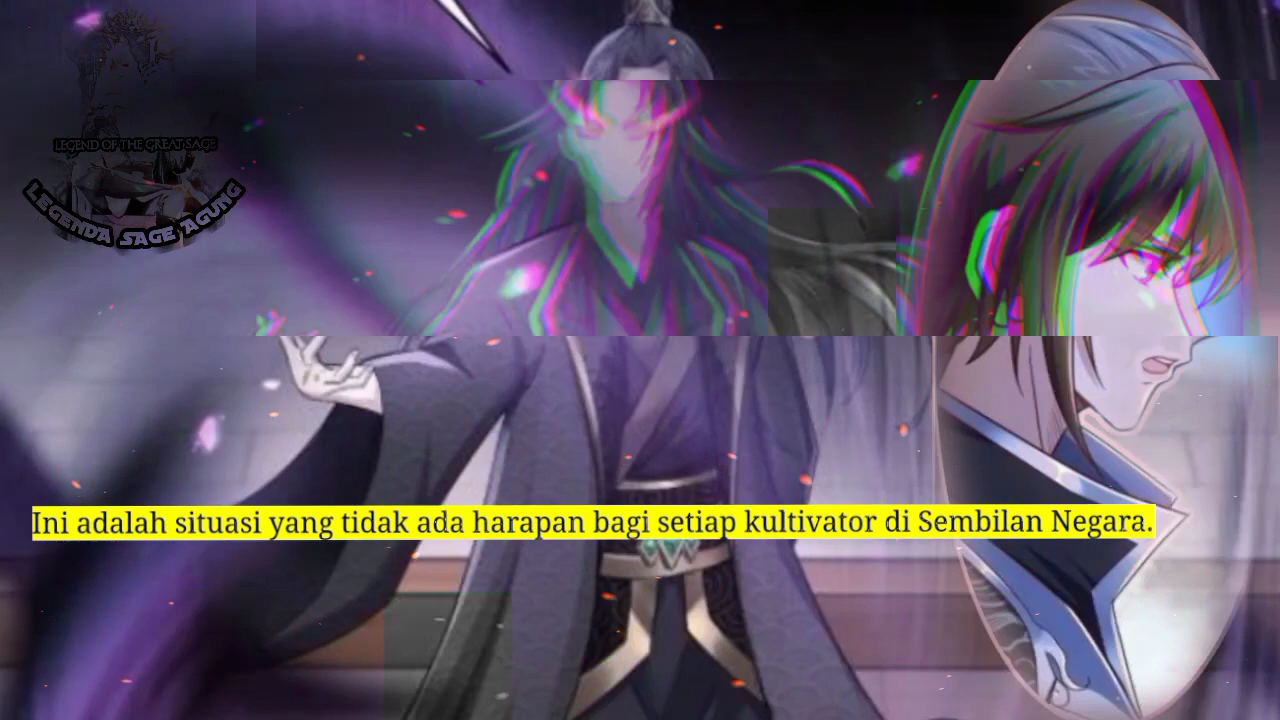 LEGEND OF THE GREAT SAGE
LEGENDA SAGE AGUNG
Ini adalah situasi yang tidak ada harapan bagi setiap kultivator di Sembilan Negara.